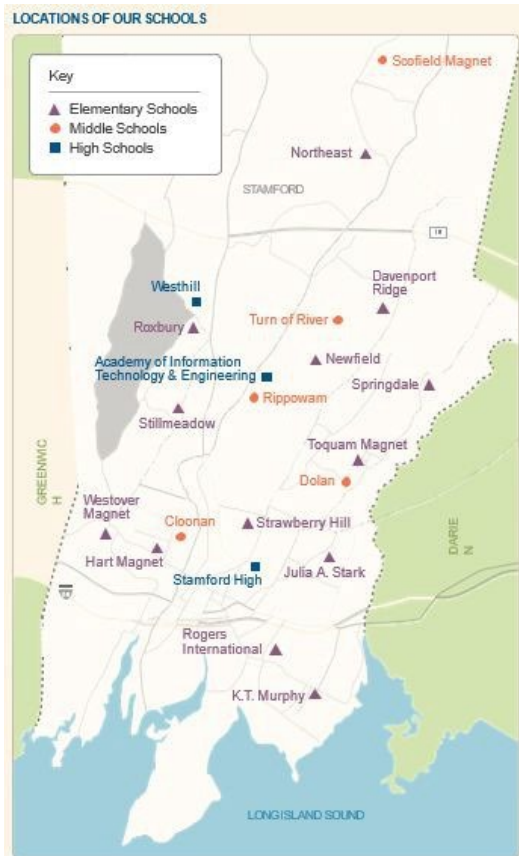 LOCATIONS OF OUR SCHOOLS
Key
Elementary Schools
Middle Schools
High Schools
Scofield Magnet
Northeast
STAMFORD
Davenport
Ridge
Westhill
Turn of River
Roxbury
Newfield
Academy of Information
Technology & Engineering
Springdale
Rippowam
Stillmeadow
Toquam Magnet
Dolan
GREENWIC
H
Westover
Magnet
Cloonan
Strawberry Hill
DARIE
N
Hart Magnet
Stamford High
Julia A. Stark
Rogers
International
K.T. Murphy
LONG ISLAND SOUND